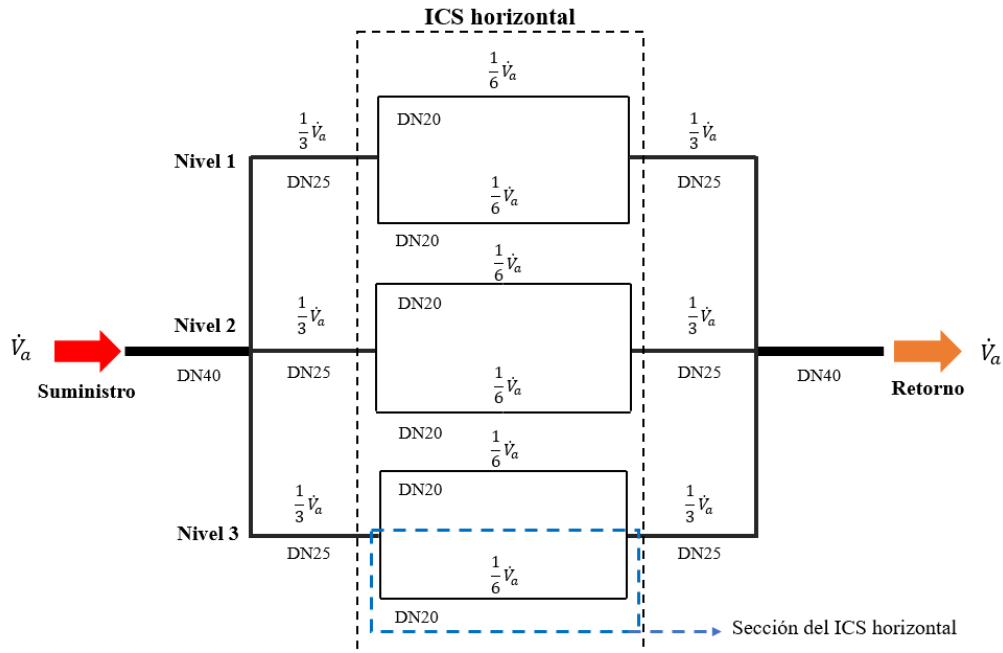 ICS horizontal
1/6 V̇ₐ
DN20
1/3 V̇ₐ
1/3 V̇ₐ
Nivel 1
DN25
DN25
1/6 V̇ₐ
DN20
1/6 V̇ₐ
DN20
1/3 V̇ₐ
1/3 V̇ₐ
Nivel 2
V̇ₐ
V̇ₐ
DN40
DN25
DN25
DN40
Suministro
Retorno
1/6 V̇ₐ
DN20
1/6 V̇ₐ
DN20
1/3 V̇ₐ
1/3 V̇ₐ
Nivel 3
DN25
DN25
1/6 V̇ₐ
DN20
Sección del ICS horizontal